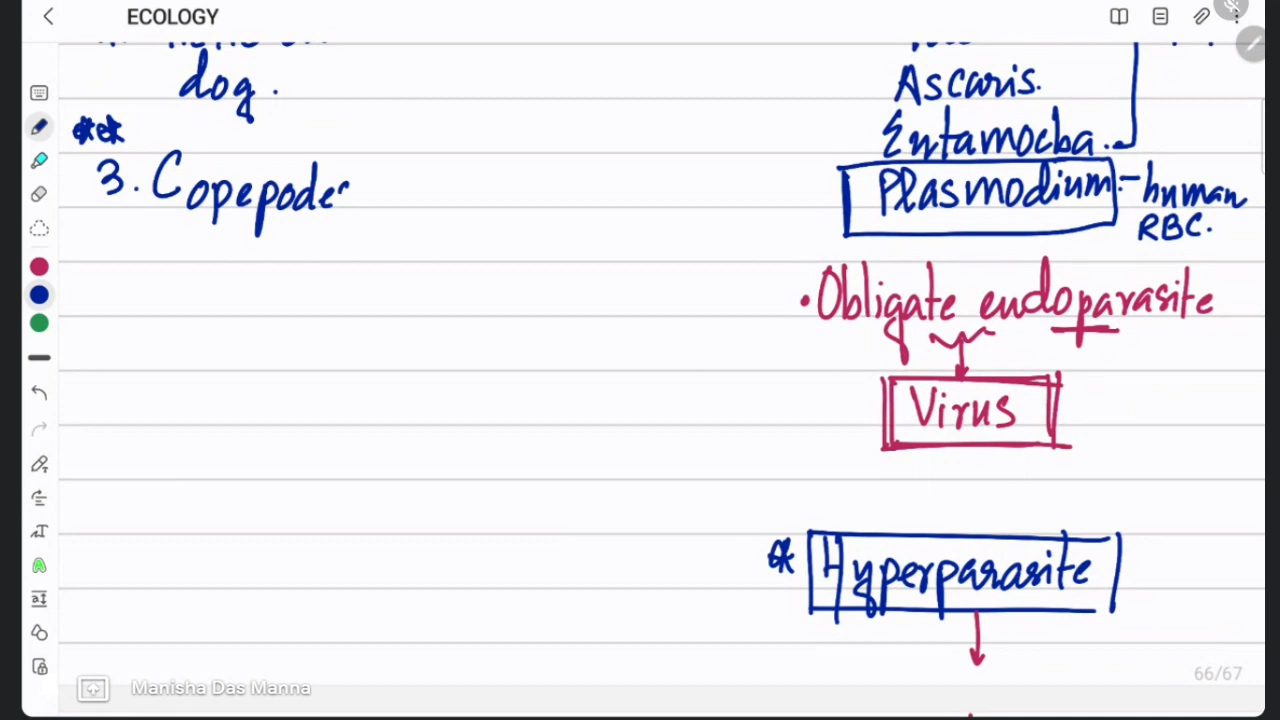 ECOLOGY
dog.
**
3. Copepode
Ascaris.
Entamoeba.
Plasmodium - human
RBC.
• Obligate endoparasite
Virus
* Hyperparasite
66/67
Manisha Das Manna